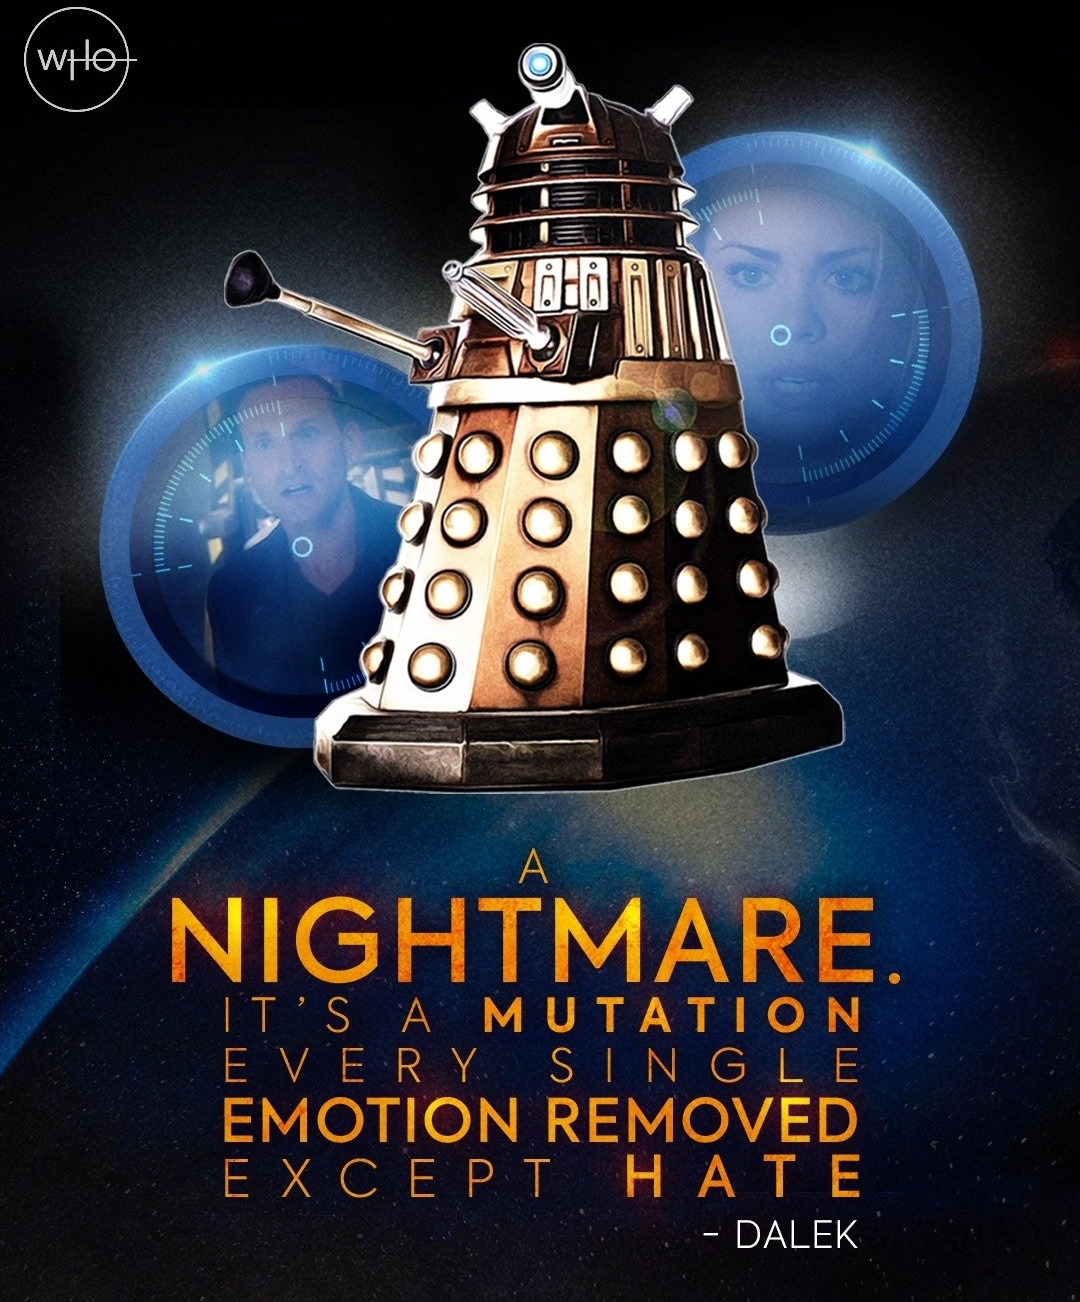 WHO
A
NIGHTMARE.
IT'S A MUTATION
EVERY SINGLE
EMOTION REMOVED
EXCEPT HATE
- DALEK